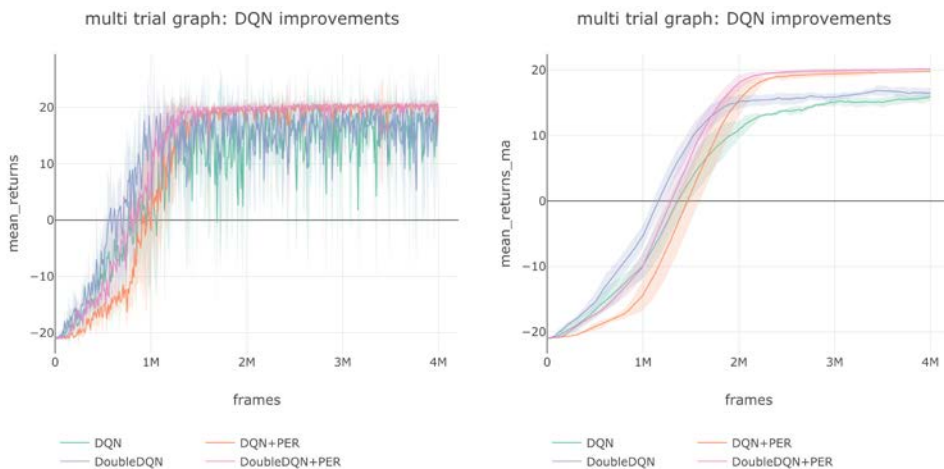 multi trial graph: DQN improvements
mean_returns
20
10
0
−10
−20
0
1M
2M
3M
4M
frames
DQN
DQN+PER
DoubleDQN
DoubleDQN+PER
multi trial graph: DQN improvements
mean_returns_ma
20
10
0
−10
−20
0
1M
2M
3M
4M
frames
DQN
DQN+PER
DoubleDQN
DoubleDQN+PER